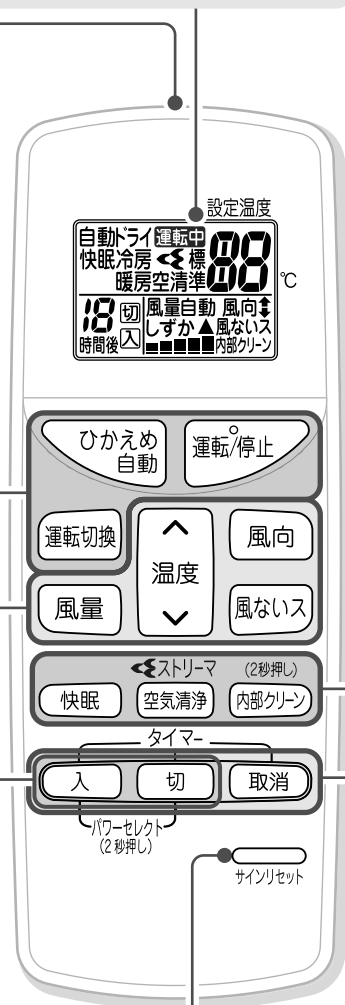 設定温度
自動ドライ 運転中 88
快眠冷房 標
暖房空清準 ℃
18 切 風量自動 風向
しずか▲風ないス
時間後 入 内部クリーン
ひかえめ
自動
運転/停止
運転切換
温度
風向
風量
風ないス
ストリーマ (2秒押し)
快眠 空気清浄 内部クリーン
タイマー
入 切 取消
パワーセレクト
(2秒押し)
サインリセット